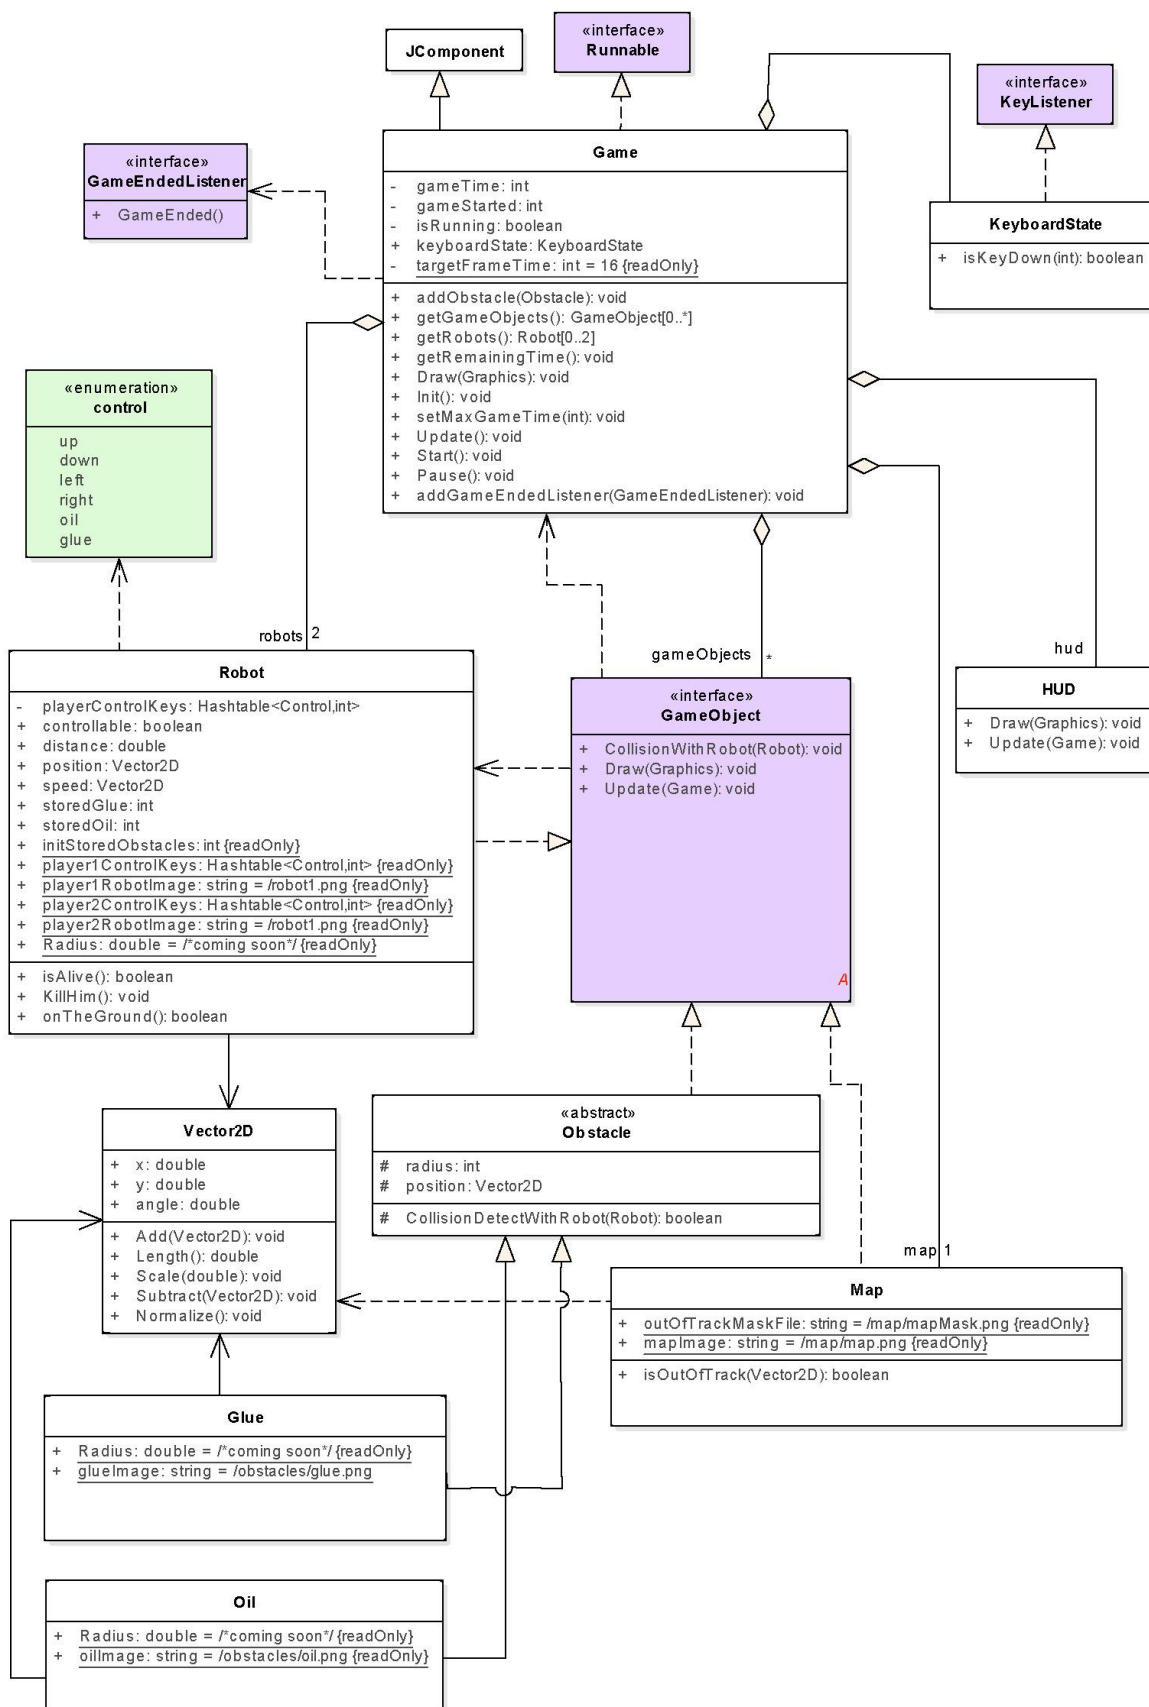 JComponent
«interface»
Runnable
«interface»
KeyListener
«interface»
GameEndedListener
+ GameEnded()
Game
- gameTime: int
- gameStarted: int
- isRunning: boolean
+ keyboardState: KeyboardState
- targetFrameTime: int = 16 {readOnly}
+ addObstacle(Obstacle): void
+ getGameObjects(): GameObject[0..*]
+ getRobots(): Robot[0..2]
+ getRemainingTime(): void
+ Draw(Graphics): void
+ Init(): void
+ setMaxGameTime(int): void
+ Update(): void
+ Start(): void
+ Pause(): void
+ addGameEndedListener(GameEndedListener): void
KeyboardState
+ isKeyDown(int): boolean
«enumeration»
control
up
down
left
right
oil
glue
robots 2
gameObjects *
hud
Robot
- playerControlKeys: Hashtable<Control,int>
+ controllable: boolean
+ distance: double
+ position: Vector2D
+ speed: Vector2D
+ storedGlue: int
+ storedOil: int
+ initStoredObstacles: int {readOnly}
+ player1ControlKeys: Hashtable<Control,int> {readOnly}
+ player1RobotImage: string = /robot1.png {readOnly}
+ player2ControlKeys: Hashtable<Control,int> {readOnly}
+ player2RobotImage: string = /robot1.png {readOnly}
+ Radius: double = /*coming soon*/ {readOnly}
+ isAlive(): boolean
+ KillHim(): void
+ onTheGround(): boolean
«interface»
GameObject
+ CollisionWithRobot(Robot): void
+ Draw(Graphics): void
+ Update(Game): void
A
HUD
+ Draw(Graphics): void
+ Update(Game): void
Vector2D
+ x: double
+ y: double
+ angle: double
+ Add(Vector2D): void
+ Length(): double
+ Scale(double): void
+ Subtract(Vector2D): void
+ Normalize(): void
«abstract»
Obstacle
# radius: int
# position: Vector2D
# CollisionDetectWithRobot(Robot): boolean
map 1
Map
+ outOfTrackMaskFile: string = /map/mapMask.png {readOnly}
+ mapImage: string = /map/map.png {readOnly}
+ isOutOfTrack(Vector2D): boolean
Glue
+ Radius: double = /*coming soon*/ {readOnly}
+ glueImage: string = /obstacles/glue.png
Oil
+ Radius: double = /*coming soon*/ {readOnly}
+ oilImage: string = /obstacles/oil.png {readOnly}